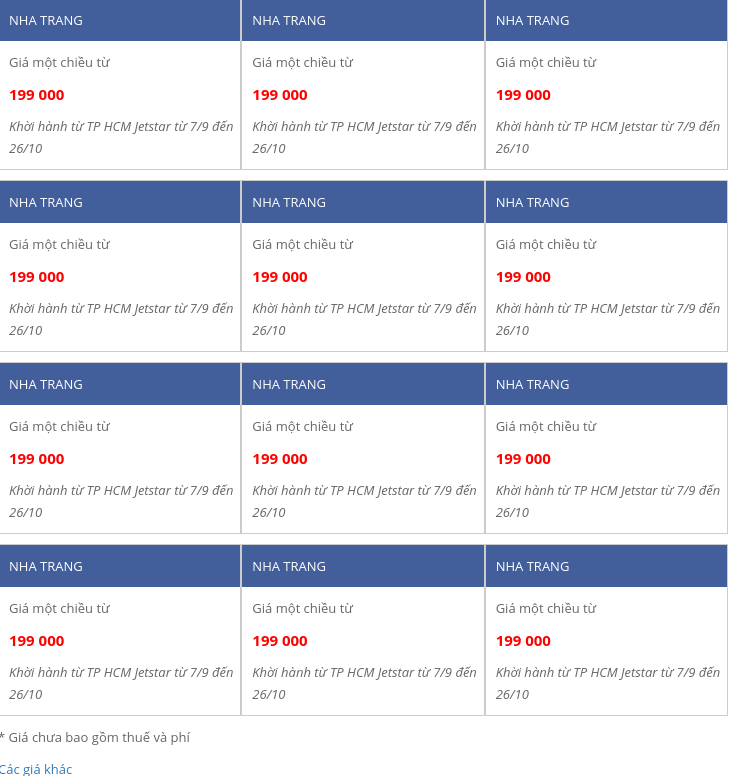 NHA TRANG NHA TRANG NHA TRANG
Giá một chiều từ Giá một chiều từ Giá một chiều từ
199 000 199 000 199 000
Khời hành từ TP HCM Jetstar từ 7/9 đến Khời hành từ TP HCM Jetstar từ 7/9 đến Khời hành từ TP HCM Jetstar từ 7/9 đến
26/10 26/10 26/10
NHA TRANG NHA TRANG NHA TRANG
Giá một chiều từ Giá một chiều từ Giá một chiều từ
199 000 199 000 199 000
Khời hành từ TP HCM Jetstar từ 7/9 đến Khời hành từ TP HCM Jetstar từ 7/9 đến Khời hành từ TP HCM Jetstar từ 7/9 đến
26/10 26/10 26/10
NHA TRANG NHA TRANG NHA TRANG
Giá một chiều từ Giá một chiều từ Giá một chiều từ
199 000 199 000 199 000
Khời hành từ TP HCM Jetstar từ 7/9 đến Khời hành từ TP HCM Jetstar từ 7/9 đến Khời hành từ TP HCM Jetstar từ 7/9 đến
26/10 26/10 26/10
NHA TRANG NHA TRANG NHA TRANG
Giá một chiều từ Giá một chiều từ Giá một chiều từ
199 000 199 000 199 000
Khời hành từ TP HCM Jetstar từ 7/9 đến Khời hành từ TP HCM Jetstar từ 7/9 đến Khời hành từ TP HCM Jetstar từ 7/9 đến
26/10 26/10 26/10
* Giá chưa bao gồm thuế và phí
Các giá khác